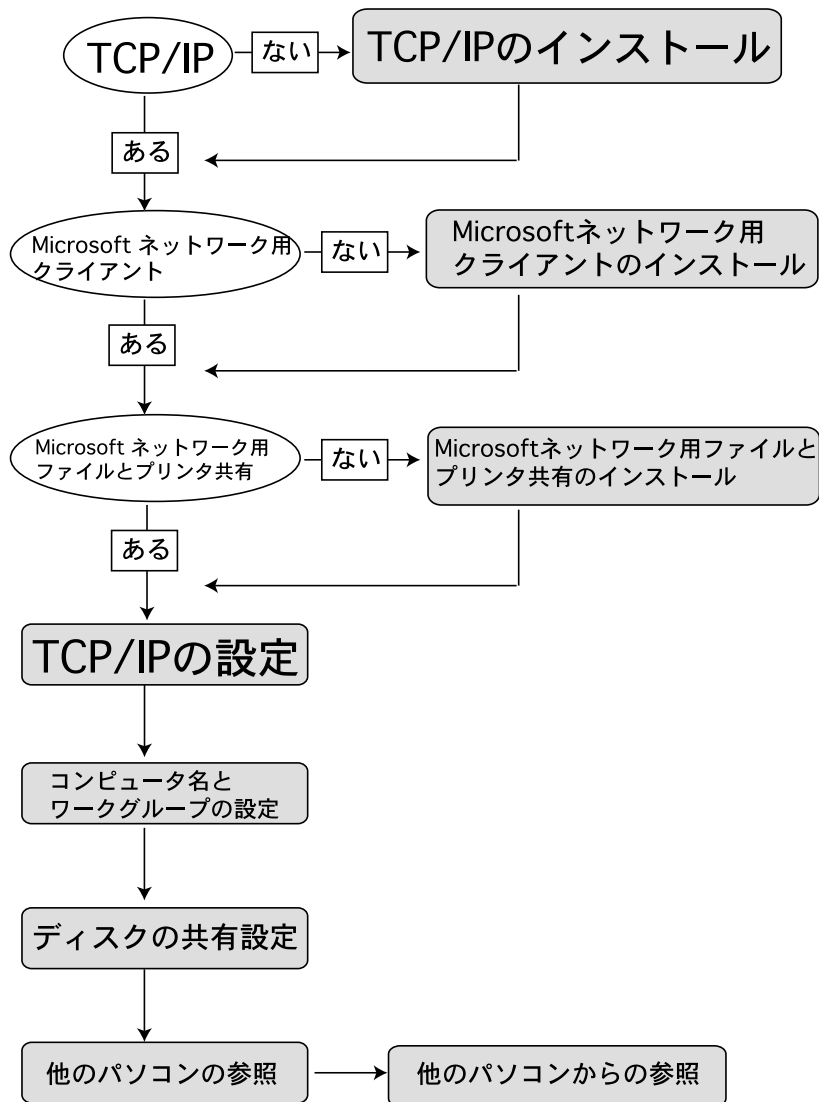 TCP/IP
ない
TCP/IPのインストール
ある
Microsoft ネットワーク用
クライアント
ない
Microsoftネットワーク用
クライアントのインストール
ある
Microsoft ネットワーク用
ファイルとプリンタ共有
ない
Microsoftネットワーク用ファイルと
プリンタ共有のインストール
ある
TCP/IPの設定
コンピュータ名と
ワークグループの設定
ディスクの共有設定
他のパソコンの参照
他のパソコンからの参照